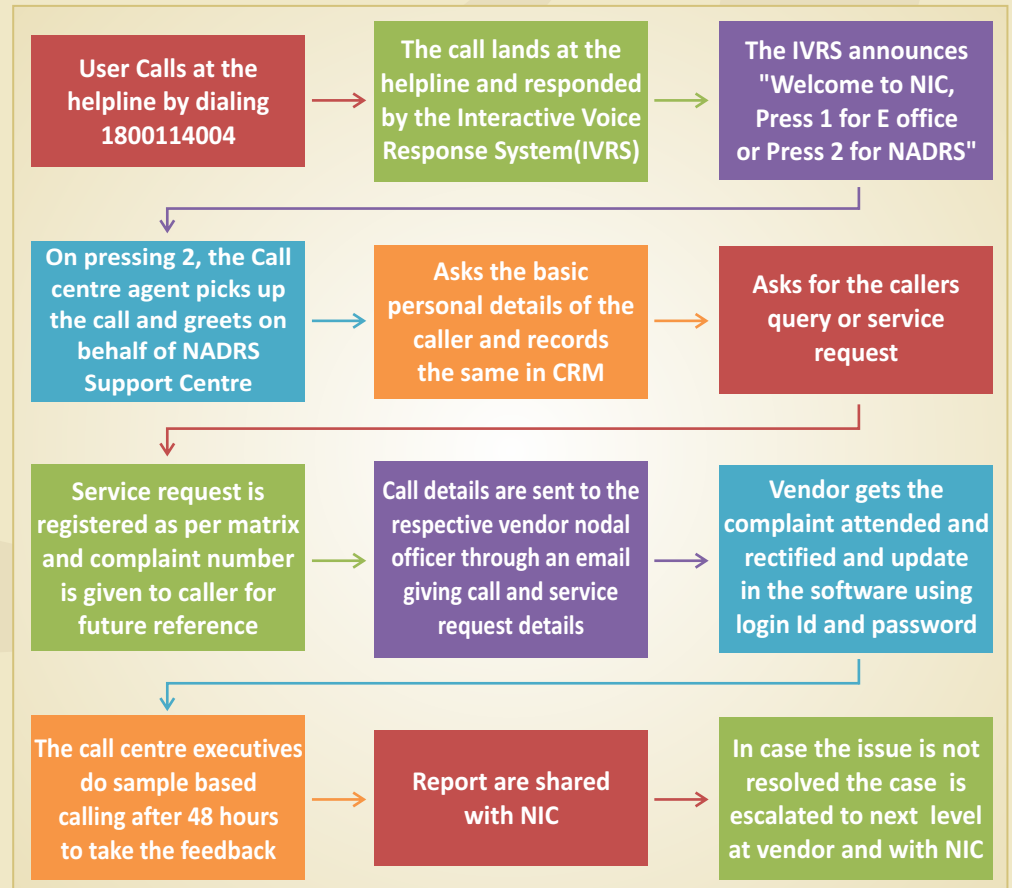 User Calls at the
helpline by dialing
1800114004
The call lands at the
helpline and responded
by the Interactive Voice
Response System(IVRS)
The IVRS announces
"Welcome to NIC,
Press 1 for E office
or Press 2 for NADRS"
On pressing 2, the Call
centre agent picks up
the call and greets on
behalf of NADRS
Support Centre
Asks the basic
personal details of the
caller and records
the same in CRM
Asks for the callers
query or service
request
Service request is
registered as per matrix
and complaint number
is given to caller for
future reference
Call details are sent to the
respective vendor nodal
officer through an email
giving call and service
request details
Vendor gets the
complaint attended and
rectified and update
in the software using
login Id and password
The call centre executives
do sample based
calling after 48 hours
to take the feedback
Report are shared
with NIC
In case the issue is not
resolved the case is
escalated to next level
at vendor and with NIC